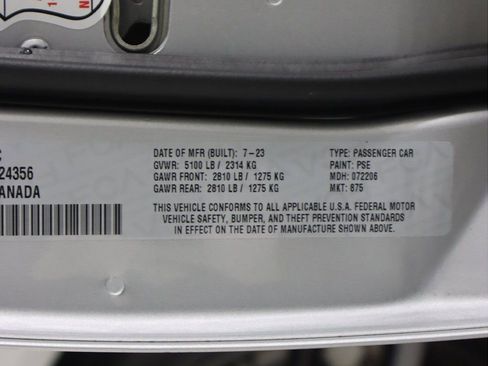 24356
ANADA
DATE OF MFR (BUILT): 7-23
GVWR: 5100 LB / 2314 KG
GAWR FRONT: 2810 LB / 1275 KG
GAWR REAR: 2810 LB / 1275 KG
TYPE: PASSENGER CAR
PAINT: PSE
MDH: 072206
MKT: 875
THIS VEHICLE CONFORMS TO ALL APPLICABLE U.S.A. FEDERAL MOTOR
VEHICLE SAFETY, BUMPER, AND THEFT PREVENTION STANDARDS
IN EFFECT ON THE DATE OF MANUFACTURE SHOWN ABOVE.